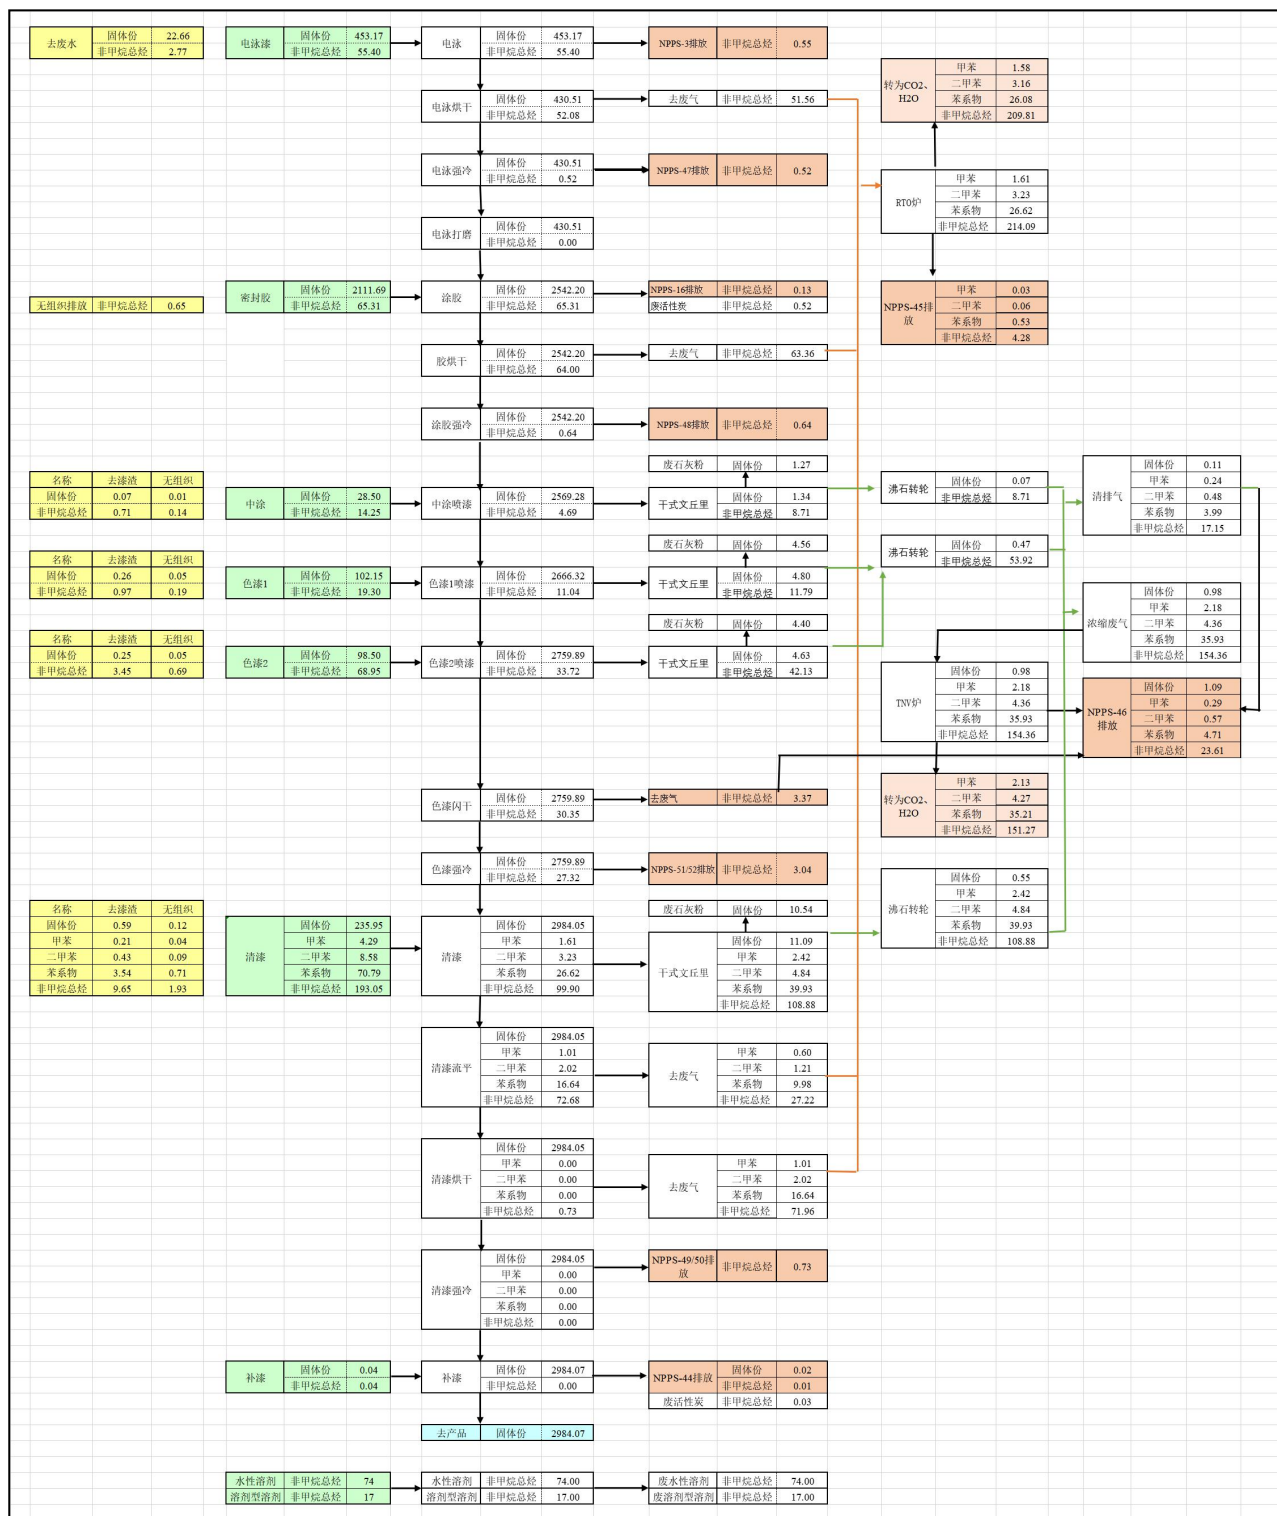 去废水 固体份 22.66
非甲烷总烃 2.77
电泳漆 固体份 453.17
非甲烷总烃 55.40
电泳 固体份 453.17
非甲烷总烃 55.40
NPPS-3排放 非甲烷总烃 0.55
转为CO2、H2O 甲苯 1.58
二甲苯 3.16
苯系物 26.08
非甲烷总烃 209.81
电泳烘干 固体份 430.51
非甲烷总烃 52.08
去废气 非甲烷总烃 51.56
电泳强冷 固体份 430.51
非甲烷总烃 0.52
NPPS-47排放 非甲烷总烃 0.52
RTO炉 甲苯 1.61
二甲苯 3.23
苯系物 26.62
非甲烷总烃 214.09
电泳打磨 固体份 430.51
非甲烷总烃 0.00
无组织排放 非甲烷总烃 0.65
密封胶 固体份 2111.69
非甲烷总烃 65.31
涂胶 固体份 2542.20
非甲烷总烃 65.31
NPPS-16排放 非甲烷总烃 0.13
废活性炭 非甲烷总烃 0.52
NPPS-45排放 甲苯 0.03
二甲苯 0.06
苯系物 0.53
非甲烷总烃 4.28
胶烘干 固体份 2542.20
非甲烷总烃 64.00
去废气 非甲烷总烃 63.36
涂胶强冷 固体份 2542.20
非甲烷总烃 0.64
NPPS-48排放 非甲烷总烃 0.64
名称 去漆渣 无组织
固体份 0.07 0.01
非甲烷总烃 0.71 0.14
中涂 固体份 28.50
非甲烷总烃 14.25
中涂喷漆 固体份 2569.28
非甲烷总烃 4.69
废石灰粉 固体份 1.27
干式文丘里 固体份 1.34
非甲烷总烃 8.71
沸石转轮 固体份 0.07
非甲烷总烃 8.71
清排气 固体份 0.11
甲苯 0.24
二甲苯 0.48
苯系物 3.99
非甲烷总烃 17.15
名称 去漆渣 无组织
固体份 0.26 0.05
非甲烷总烃 0.97 0.19
色漆1 固体份 102.15
非甲烷总烃 19.30
色漆1喷漆 固体份 2666.32
非甲烷总烃 11.04
废石灰粉 固体份 4.56
干式文丘里 固体份 4.80
非甲烷总烃 11.79
沸石转轮 固体份 0.47
非甲烷总烃 53.92
浓缩废气 固体份 0.98
甲苯 2.18
二甲苯 4.36
苯系物 35.93
非甲烷总烃 154.36
名称 去漆渣 无组织
固体份 0.25 0.05
非甲烷总烃 3.45 0.69
色漆2 固体份 98.50
非甲烷总烃 68.95
色漆2喷漆 固体份 2759.89
非甲烷总烃 33.72
废石灰粉 固体份 4.40
干式文丘里 固体份 4.63
非甲烷总烃 42.13
TNV炉 固体份 0.98
甲苯 2.18
二甲苯 4.36
苯系物 35.93
非甲烷总烃 154.36
NPPS-46排放 固体份 1.09
甲苯 0.29
二甲苯 0.57
苯系物 4.71
非甲烷总烃 23.61
色漆闪干 固体份 2759.89
非甲烷总烃 30.35
去废气 非甲烷总烃 3.37
转为CO2、H2O 甲苯 2.13
二甲苯 4.27
苯系物 35.21
非甲烷总烃 151.27
色漆强冷 固体份 2759.89
非甲烷总烃 27.32
NPPS-51/52排放 非甲烷总烃 3.04
沸石转轮 固体份 0.55
甲苯 2.42
二甲苯 4.84
苯系物 39.93
非甲烷总烃 108.88
名称 去漆渣 无组织
固体份 0.59 0.12
甲苯 0.21 0.04
二甲苯 0.43 0.09
苯系物 3.54 0.71
非甲烷总烃 9.65 1.93
清漆 固体份 235.95
甲苯 4.29
二甲苯 8.58
苯系物 70.79
非甲烷总烃 193.05
清漆 固体份 2984.05
甲苯 1.61
二甲苯 3.23
苯系物 26.62
非甲烷总烃 99.90
废石灰粉 固体份 10.54
干式文丘里 固体份 11.09
甲苯 2.42
二甲苯 4.84
苯系物 39.93
非甲烷总烃 108.88
清漆流平 固体份 2984.05
甲苯 1.01
二甲苯 2.02
苯系物 16.64
非甲烷总烃 72.68
去废气 甲苯 0.60
二甲苯 1.21
苯系物 9.98
非甲烷总烃 27.22
清漆烘干 固体份 2984.05
甲苯 0.00
二甲苯 0.00
苯系物 0.00
非甲烷总烃 0.73
去废气 甲苯 1.01
二甲苯 2.02
苯系物 16.64
非甲烷总烃 71.96
清漆强冷 固体份 2984.05
甲苯 0.00
二甲苯 0.00
苯系物 0.00
非甲烷总烃 0.00
NPPS-49/50排放 非甲烷总烃 0.73
补漆 固体份 0.04
非甲烷总烃 0.04
补漆 固体份 2984.07
非甲烷总烃 0.00
NPPS-44排放 固体份 0.02
非甲烷总烃 0.01
废活性炭 非甲烷总烃 0.03
去产品 固体份 2984.07
水性溶剂 非甲烷总烃 74
溶剂型溶剂 非甲烷总烃 17
水性溶剂 非甲烷总烃 74.00
溶剂型溶剂 非甲烷总烃 17.00
废水性溶剂 非甲烷总烃 74.00
废溶剂型溶剂 非甲烷总烃 17.00